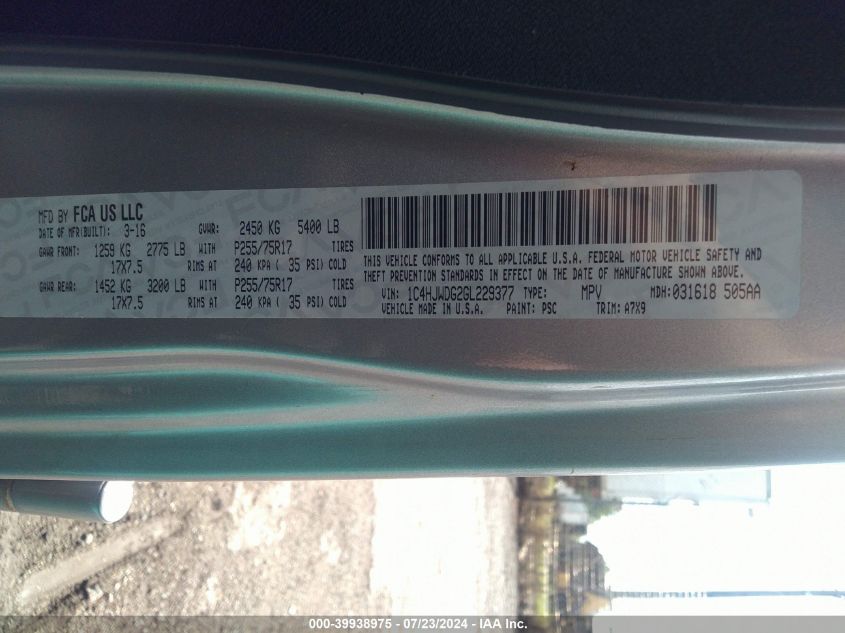 MFD BY FCA US LLC
DATE OF MFR(BUILT): 3-16 GVWR: 2450 KG 5400 LB
GAWR FRONT: 1259 KG 2775 LB WITH P255/75R17 TIRES
17X7.5 RIMS AT 240 KPA ( 35 PSI) COLD
GAWR REAR: 1452 KG 3200 LB WITH P255/75R17 TIRES
17X7.5 RIMS AT 240 KPA ( 35 PSI) COLD
THIS VEHICLE CONFORMS TO ALL APPLICABLE U.S.A. FEDERAL MOTOR VEHICLE SAFETY AND
THEFT PREVENTION STANDARDS IN EFFECT ON THE DATE OF MANUFACTURE SHOWN ABOVE.
VIN: 1C4HJWDG2GL229377 TYPE: MPV MDH:031618 505AA
VEHICLE MADE IN U.S.A. PAINT: PSC TRIM: A7X9
000-39938975 - 07/23/2024 - IAA Inc.